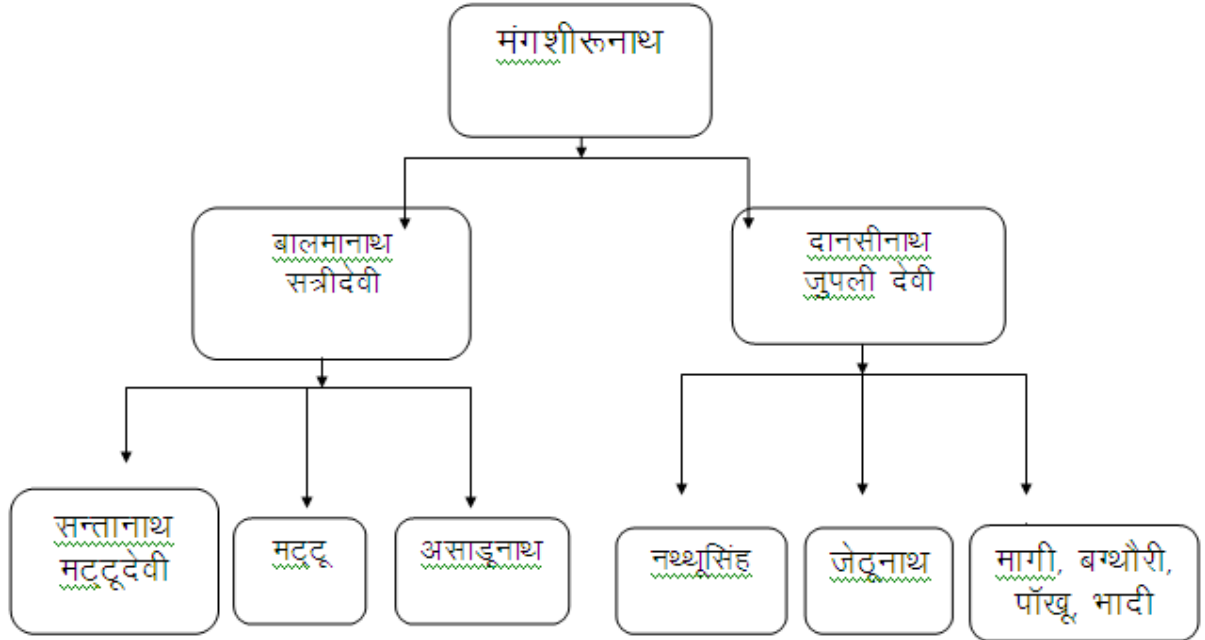 मंगशीरूनाथ
बालमानाथ
सत्रीदेवी
दानसीनाथ
जुपली देवी
सन्तानाथ
मट्टूदेवी
मट्टू
असाडूनाथ
नथ्थूसिंह
जेठूनाथ
मागी, बग्थौरी,
पॉखू, भादी